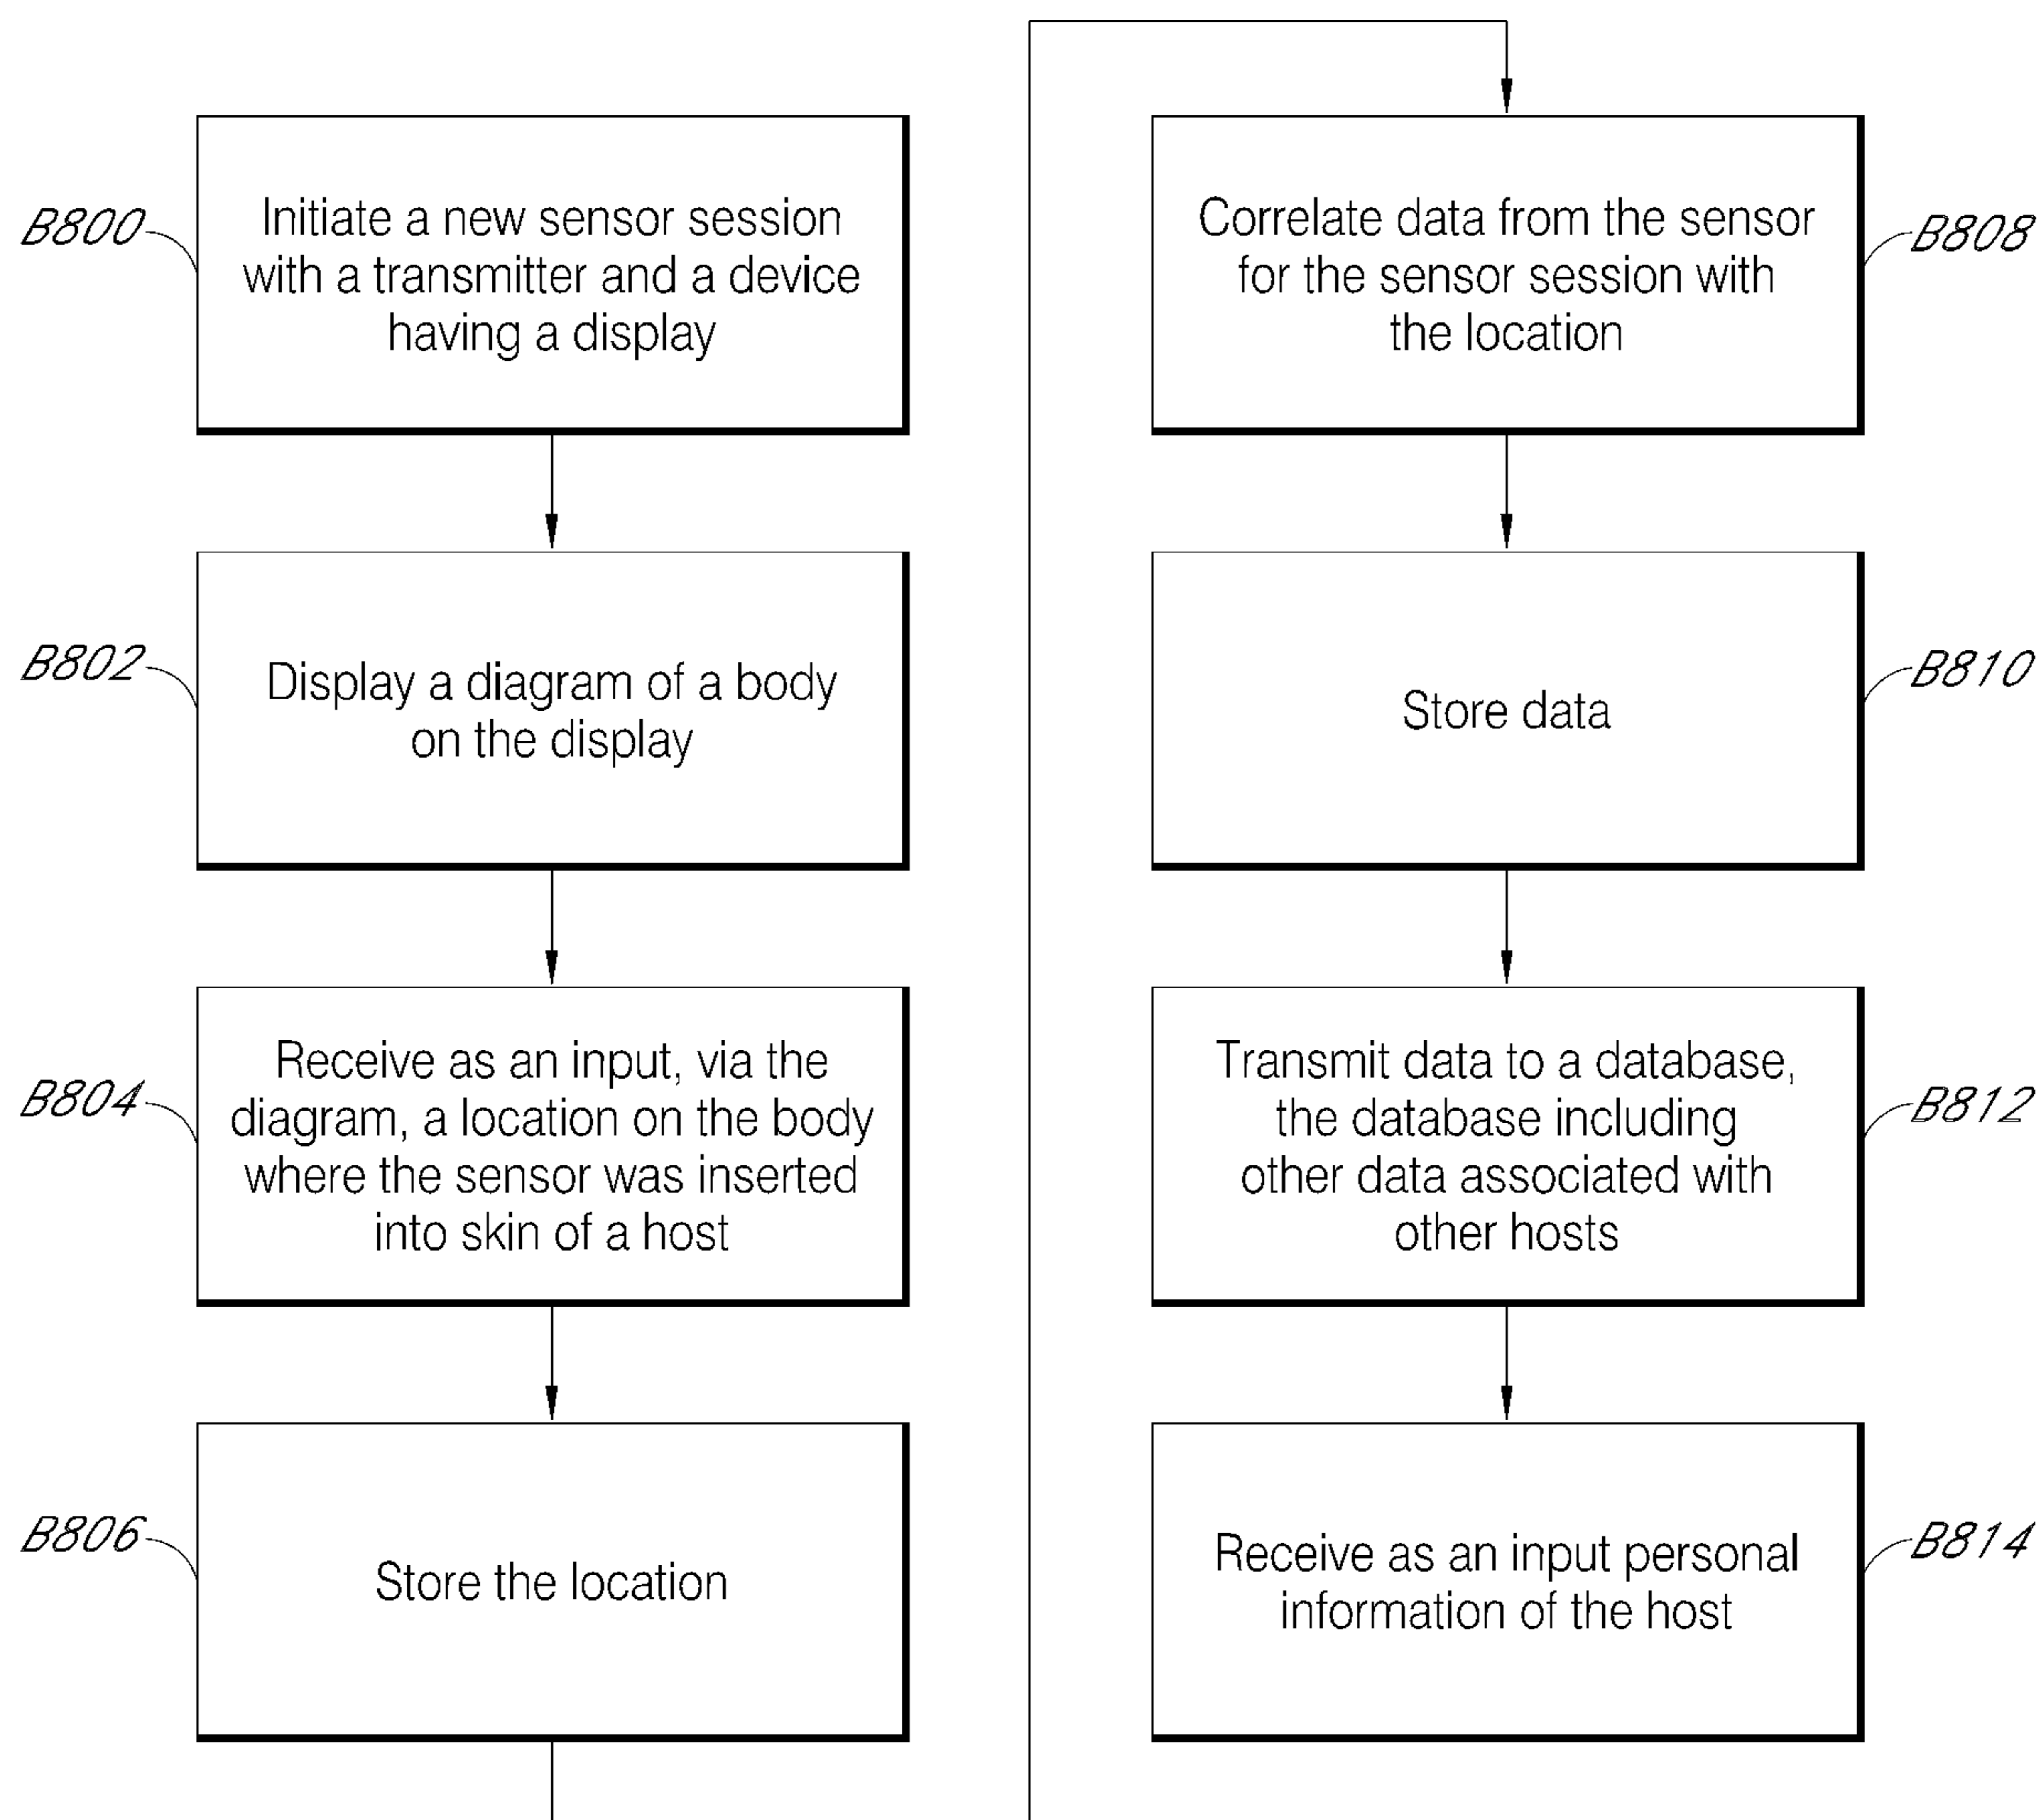 B800
Initiate a new sensor session
with a transmitter and a device
having a display
B802
Display a diagram of a body
on the display
B804
Receive as an input, via the
diagram, a location on the body
where the sensor was inserted
into skin of a host
B806
Store the location
B808
Correlate data from the sensor
for the sensor session with
the location
B810
Store data
B812
Transmit data to a database,
the database including
other data associated with
other hosts
B814
Receive as an input personal
information of the host